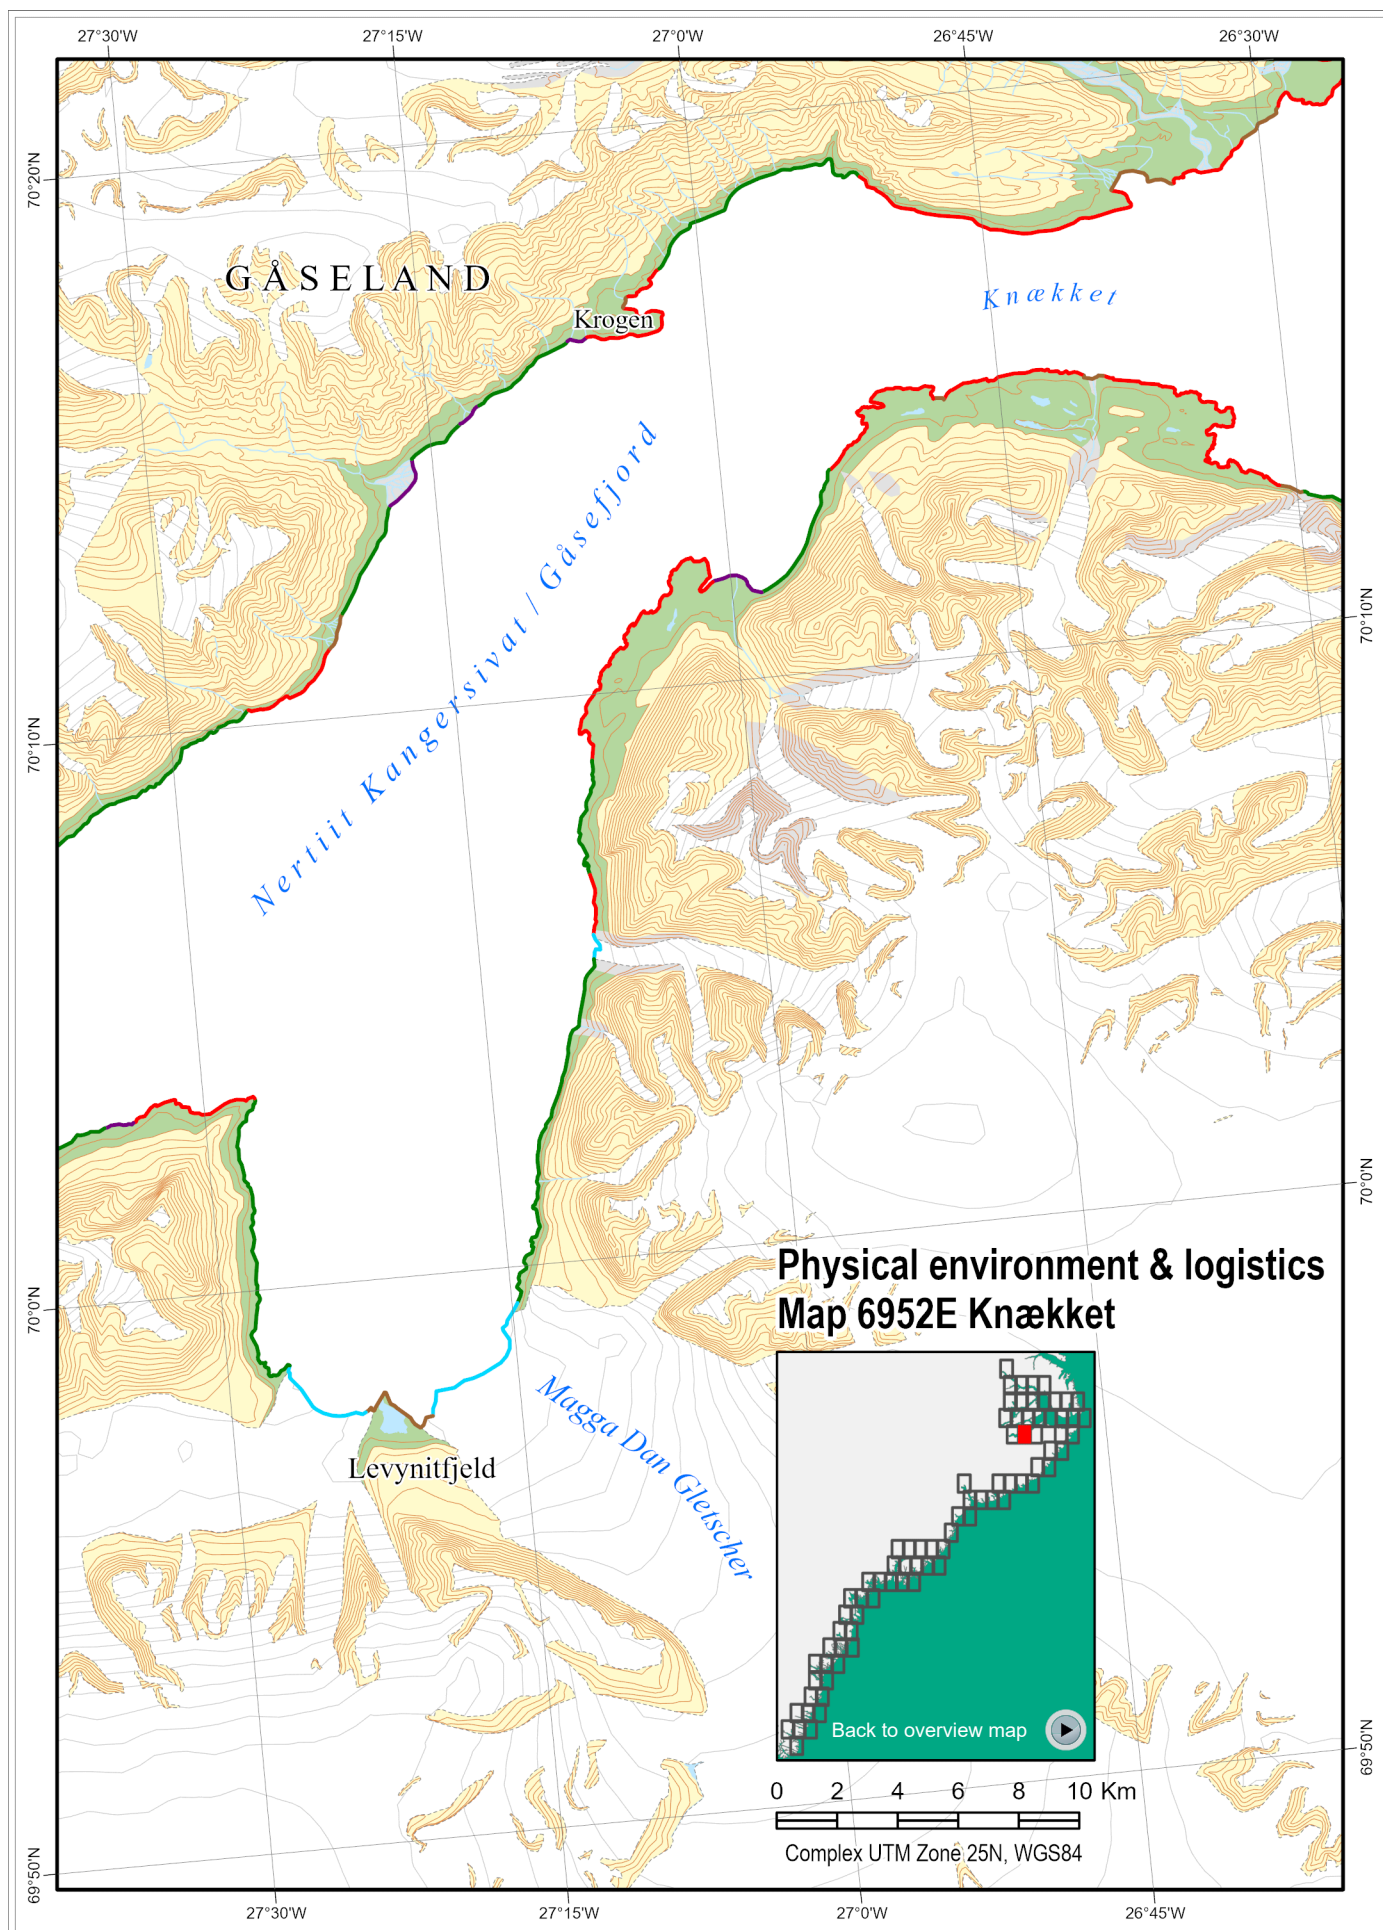 27°30'W 27°15'W 27°0'W 26°45'W 26°30'W
70°20'N
GÅSELAND
Knækket
Krogen
Nertiit Kangersivat / Gåsefjord
70°10'N
70°10'N
70°0'N
Physical environment & logistics
Map 6952E Knækket
70°0'N
Magga Dan Gletscher
Levynitfjeld
Back to overview map
69°50'N
0 2 4 6 8 10 Km
Complex UTM Zone 25N, WGS84
69°50'N
27°30'W 27°15'W 27°0'W 26°45'W